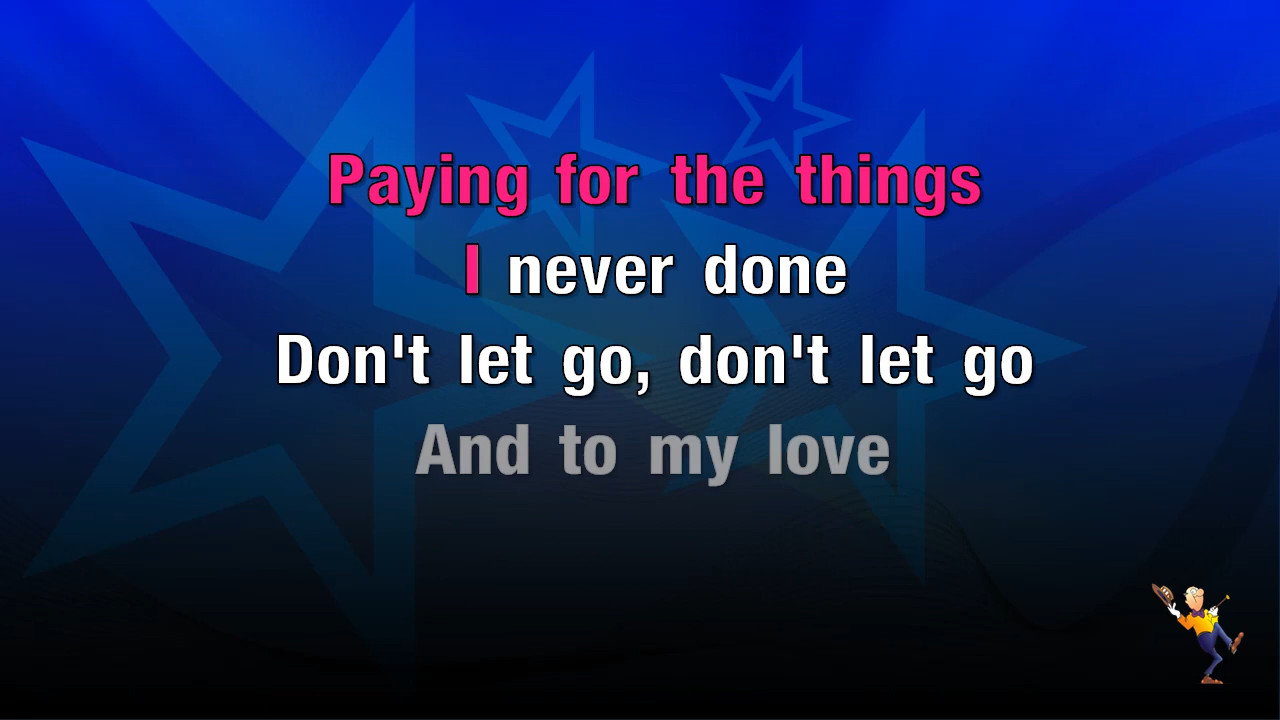 Paying for the things
I never done
Don't let go, don't let go
And to my love